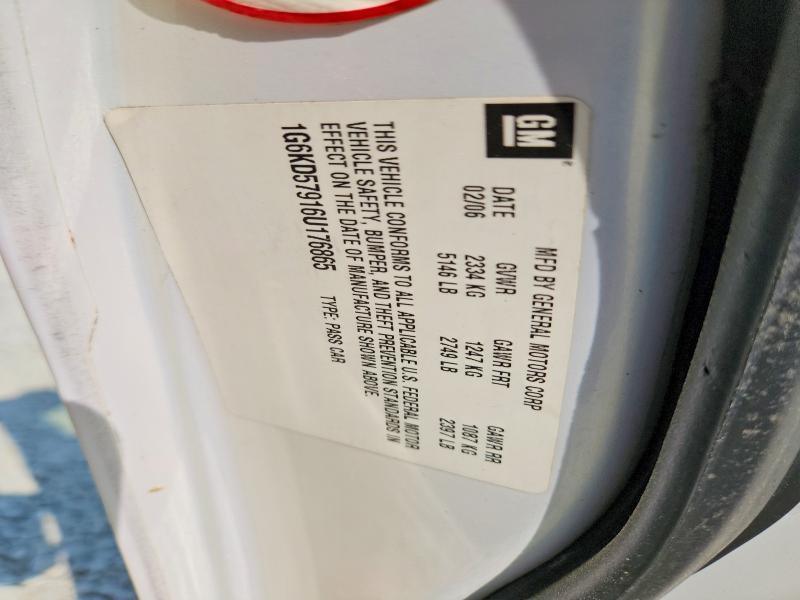 GM
MFD BY GENERAL MOTORS CORP
DATE GVWR GAWR FRT GAWR RR
02/06 2334 KG 1247 KG 1087 KG
5146 LB 2749 LB 2397 LB
THIS VEHICLE CONFORMS TO ALL APPLICABLE U.S. FEDERAL MOTOR
VEHICLE SAFETY, BUMPER, AND THEFT PREVENTION STANDARDS IN
EFFECT ON THE DATE OF MANUFACTURE SHOWN ABOVE.
1G6KD57916U176865 TYPE: PASS CAR